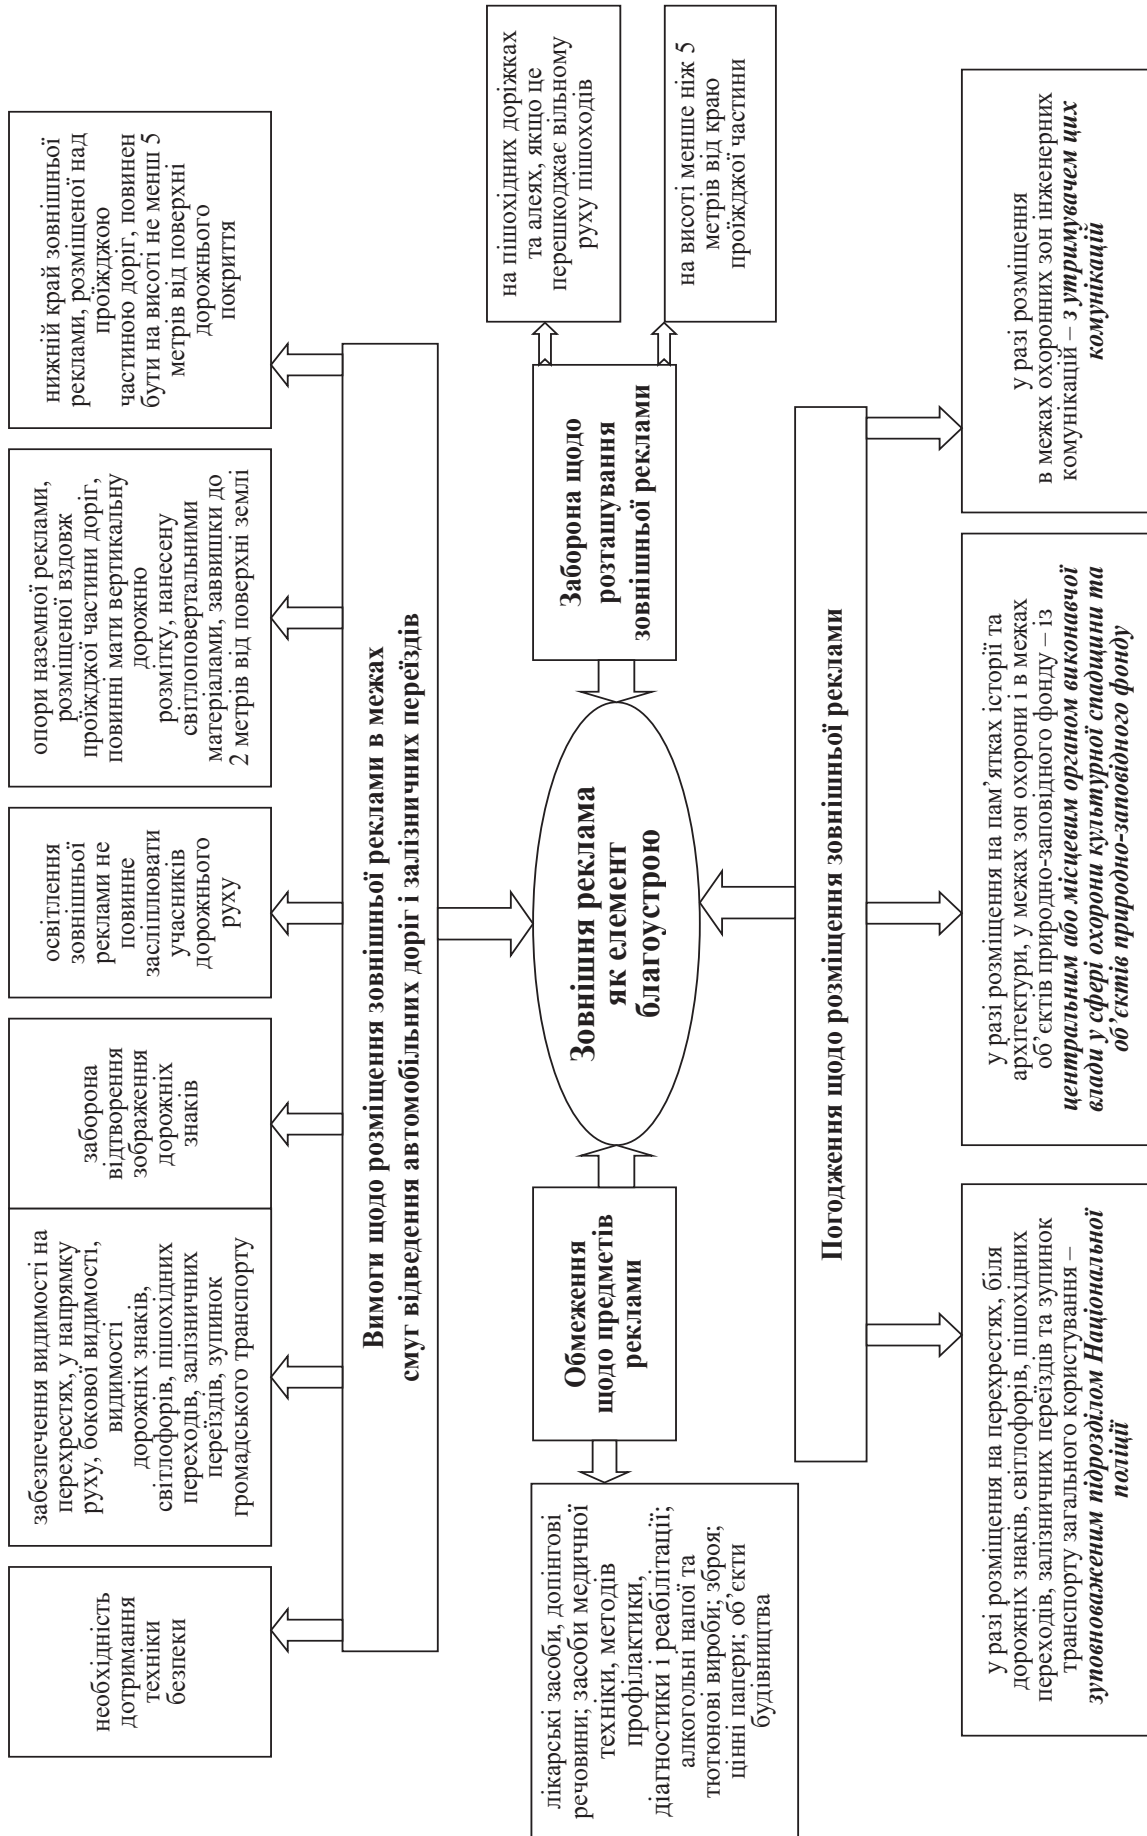 необхідність
дотримання
техніки
безпеки
забезпечення видимості на
перехрестях, у напрямку
руху, бокової видимості,
видимості
дорожніх знаків,
світлофорів, пішохідних
переходів, залізничних
переїздів, зупинок
громадського транспорту
заборона
відтворення
зображення
дорожніх
знаків
освітлення
зовнішньої
реклами не
повинне
засліплювати
учасників
дорожнього
руху
опори наземної реклами,
розміщеної вздовж
проїжджої частини доріг,
повинні мати вертикальну
дорожню
розмітку, нанесену
світлоповертальними
матеріалами, заввишки до
2 метрів від поверхні землі
нижній край зовнішньої
реклами, розміщеної над
проїжджою
частиною доріг, повинен
бути на висоті не менш 5
метрів від поверхні
дорожнього
покриття
Вимоги щодо розміщення зовнішньої реклами в межах
смуг відведення автомобільних доріг і залізничних переїздів
лікарські засоби, допінгові
речовини; засоби медичної
техніки, методів
профілактики,
діагностики і реабілітації;
алкогольні напої та
тютюнові вироби; зброя;
цінні папери; об’єкти
будівництва
Обмеження
щодо предметів
реклами
Зовнішня реклама
як елемент
благоустрою
Заборона щодо
розташування
зовнішньої реклами
на пішохідних доріжках
та алеях, якщо це
перешкоджає вільному
руху пішоходів
на висоті менше ніж 5
метрів від краю
проїжджої частини
Погодження щодо розміщення зовнішньої реклами
у разі розміщення на перехрестях, біля
дорожніх знаків, світлофорів, пішохідних
переходів, залізничних переїздів та зупинок
транспорту загального користування –
зуповноваженим підрозділом Національної
поліції
у разі розміщення на пам’ятках історії та
архітектури, у межах зон охорони і в межах
об’єктів природно-заповідного фонду – із
центральним або місцевим органом виконавчої
влади у сфері охорони культурної спадщини та
об’єктів природно-заповідного фонду
у разі розміщення
в межах охоронних зон інженерних
комунікацій – з утримувачем цих
комунікацій